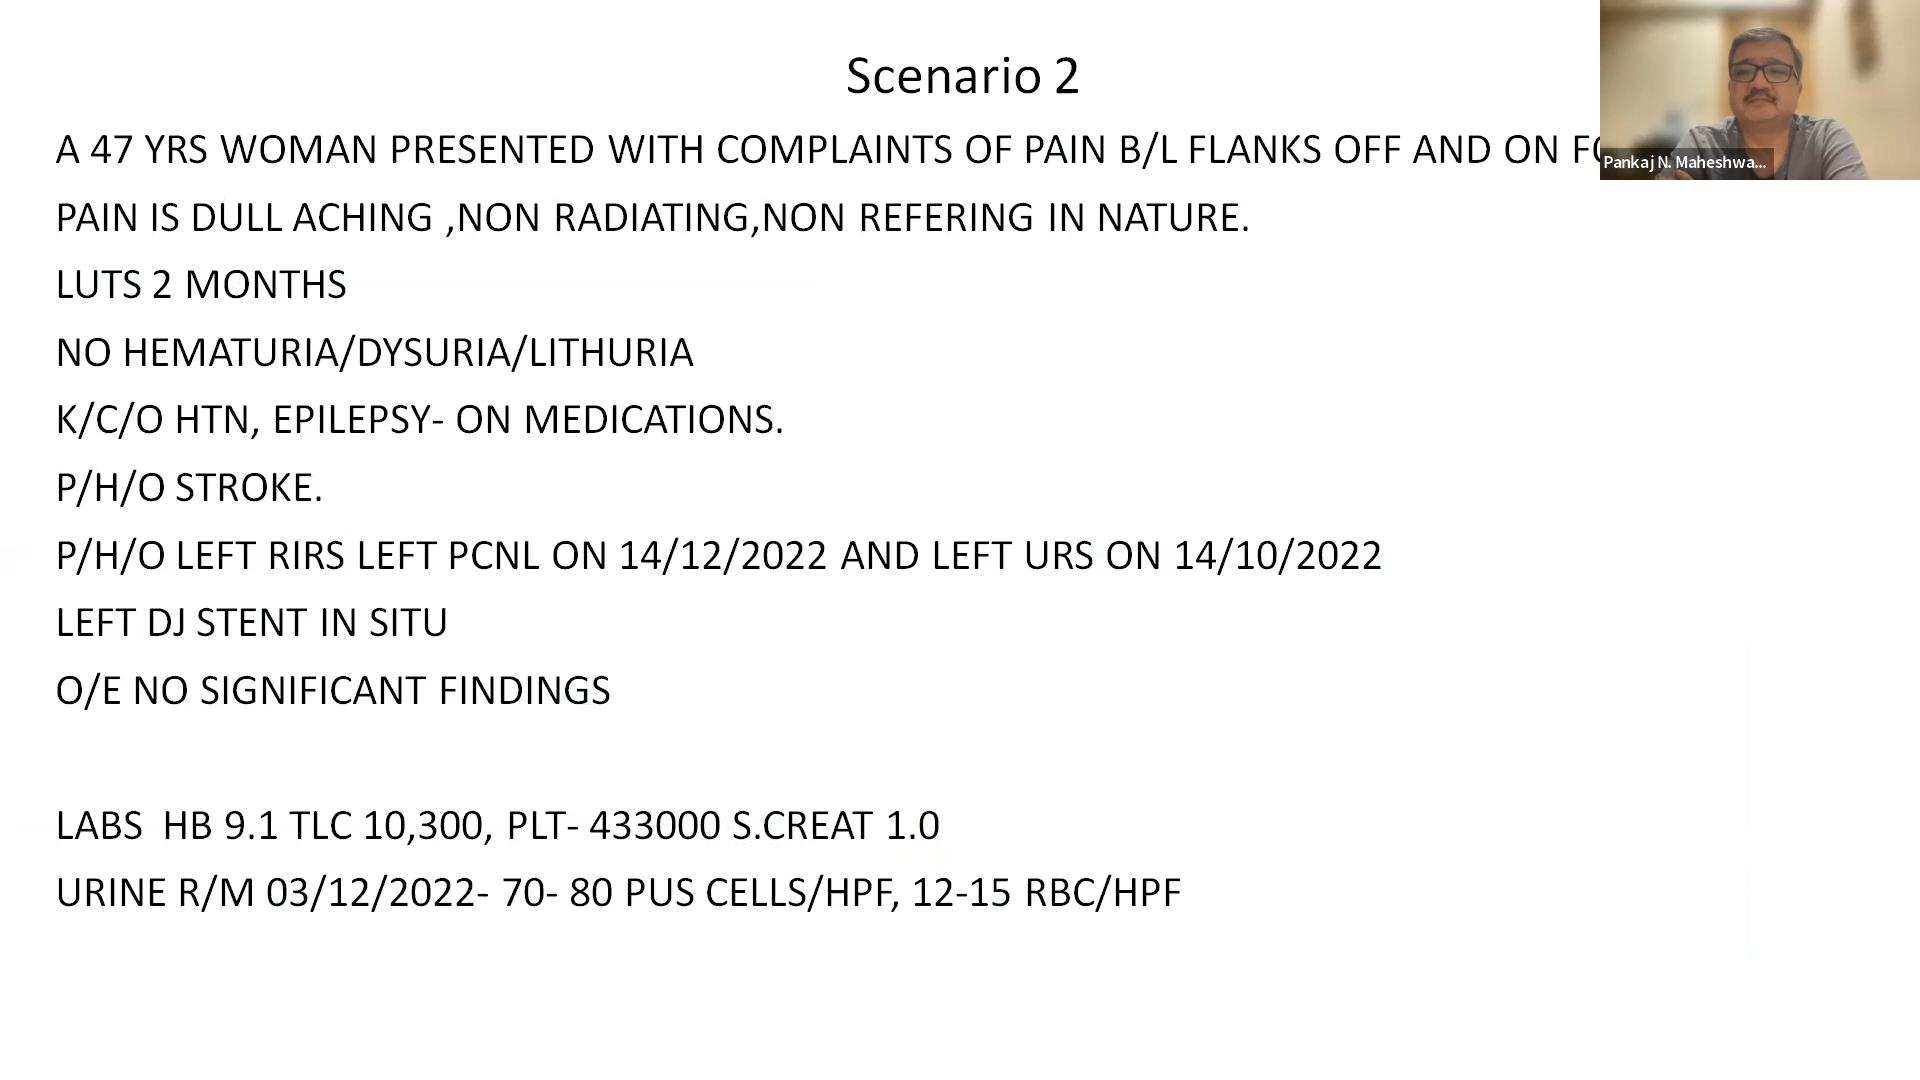 Scenario 2
A 47 YRS WOMAN PRESENTED WITH COMPLAINTS OF PAIN B/L FLANKS OFF AND ON
PAIN IS DULL ACHING ,NON RADIATING,NON REFERING IN NATURE.
LUTS 2 MONTHS
NO HEMATURIA/DYSURIA/LITHURIA
K/C/O HTN, EPILEPSY- ON MEDICATIONS.
P/H/O STROKE.
P/H/O LEFT RIRS LEFT PCNL ON 14/12/2022 AND LEFT URS ON 14/10/2022
LEFT DJ STENT IN SITU
O/E NO SIGNIFICANT FINDINGS
LABS HB 9.1 TLC 10,300, PLT- 433000 S.CREAT 1.0
URINE R/M 03/12/2022- 70- 80 PUS CELLS/HPF, 12-15 RBC/HPF
Pankaj N. Maheshwa...